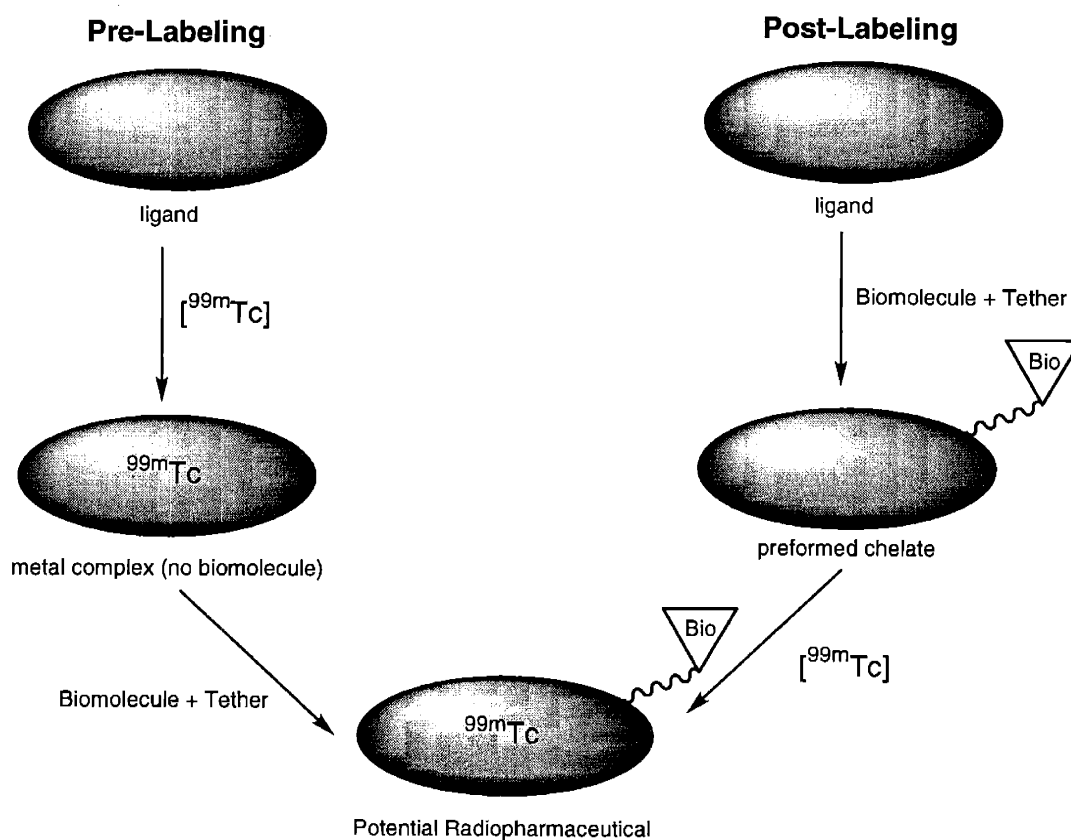 Pre-Labeling
Post-Labeling
ligand
ligand
[99mTc]
Biomolecule + Tether
Bio
99mTc
metal complex (no biomolecule)
preformed chelate
Bio
[99mTc]
Biomolecule + Tether
99mTc
Potential Radiopharmaceutical